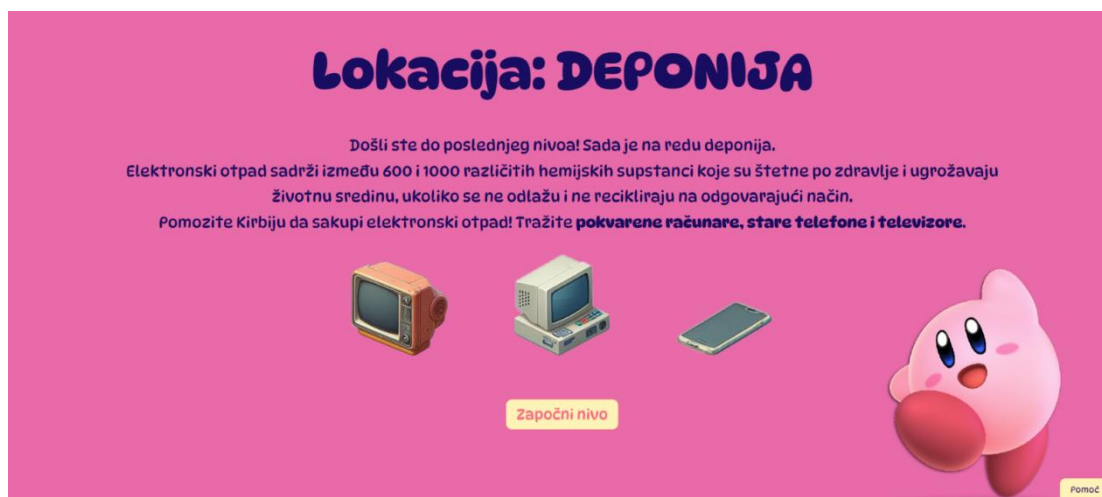 Lokacija: DEPONIJA
Došli ste do poslednjeg nivoa! Sada je na redu deponija.
Elektronski otpad sadrži između 600 i 1000 različitih hemijskih supstanci koje su štetne po zdravlje i ugrožavaju
životnu sredinu, ukoliko se ne odlažu i ne recikliraju na odgovarajući način.
Pomozite Kirbiju da sakupi elektronski otpad! Tražite pokvarene računare, stare telefone i televizore.
Započni nivo
Pomoć